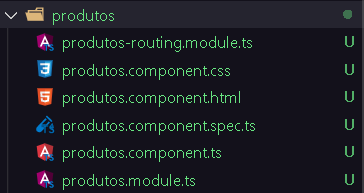 produtos
produtos-routing.module.ts U
produtos.component.css U
produtos.component.html U
produtos.component.spec.ts U
produtos.component.ts U
produtos.module.ts U